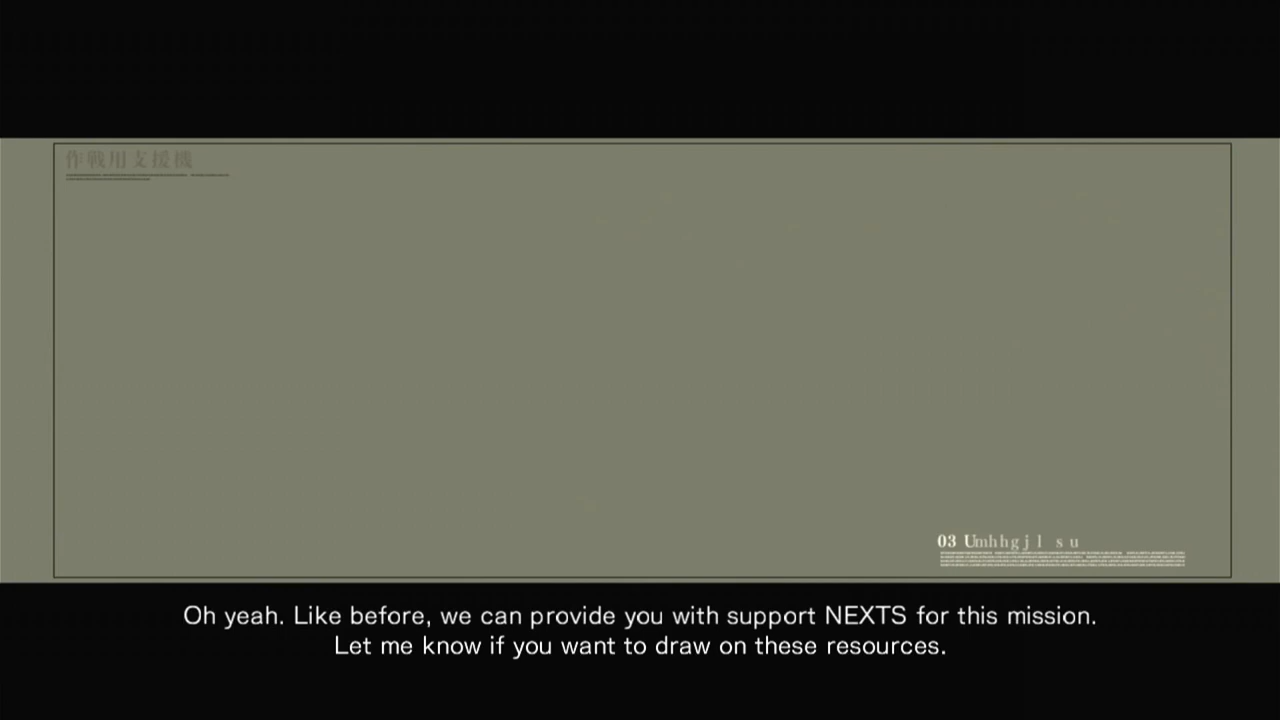 作戦用支援機
03 Umhhgjl su
Oh yeah. Like before, we can provide you with support NEXTS for this mission.
Let me know if you want to draw on these resources.